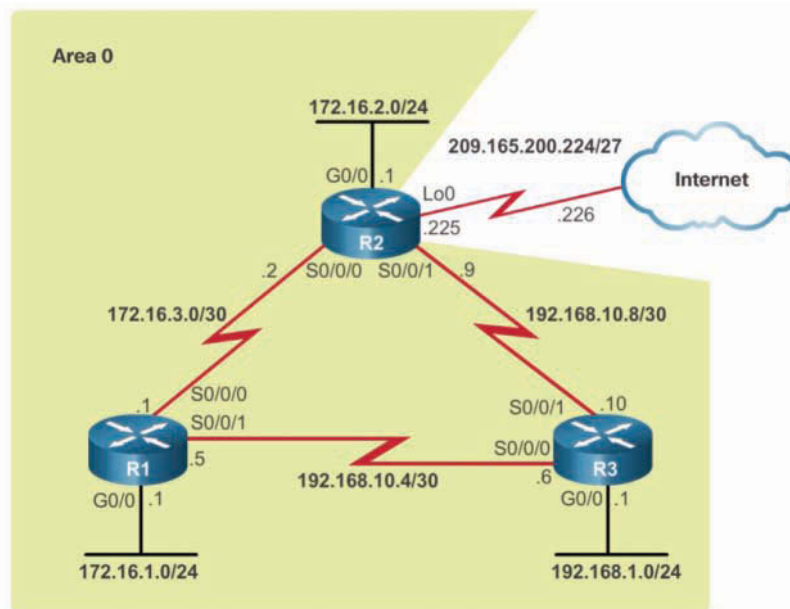 Area 0
172.16.2.0/24
209.165.200.224/27
G0/0 .1
Internet
Lo0
.225
.226
R2
.2 S0/0/0 S0/0/1 .9
172.16.3.0/30
192.168.10.8/30
.1 S0/0/0
S0/0/1
S0/0/1 .10
S0/0/0
R1
.5
R3
.6
192.168.10.4/30
G0/0 .1
G0/0 .1
172.16.1.0/24
192.168.1.0/24